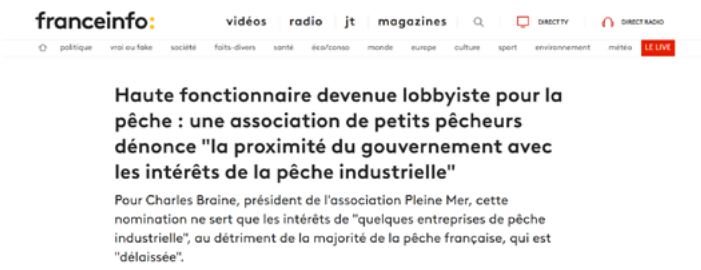 franceinfo: vidéos radio jt magazines DIRECT TV DIRECT RADIO
politique vrai ou fake société faits-divers santé éco/conso monde europe culture sport environnement météo LE LIVE
Haute fonctionnaire devenue lobbyiste pour la
pêche : une association de petits pêcheurs
dénonce "la proximité du gouvernement avec
les intérêts de la pêche industrielle"
Pour Charles Braine, président de l'association Pleine Mer, cette
nomination ne sert que les intérêts de "quelques entreprises de pêche
industrielle", au détriment de la majorité de la pêche française, qui est
"délaissée".